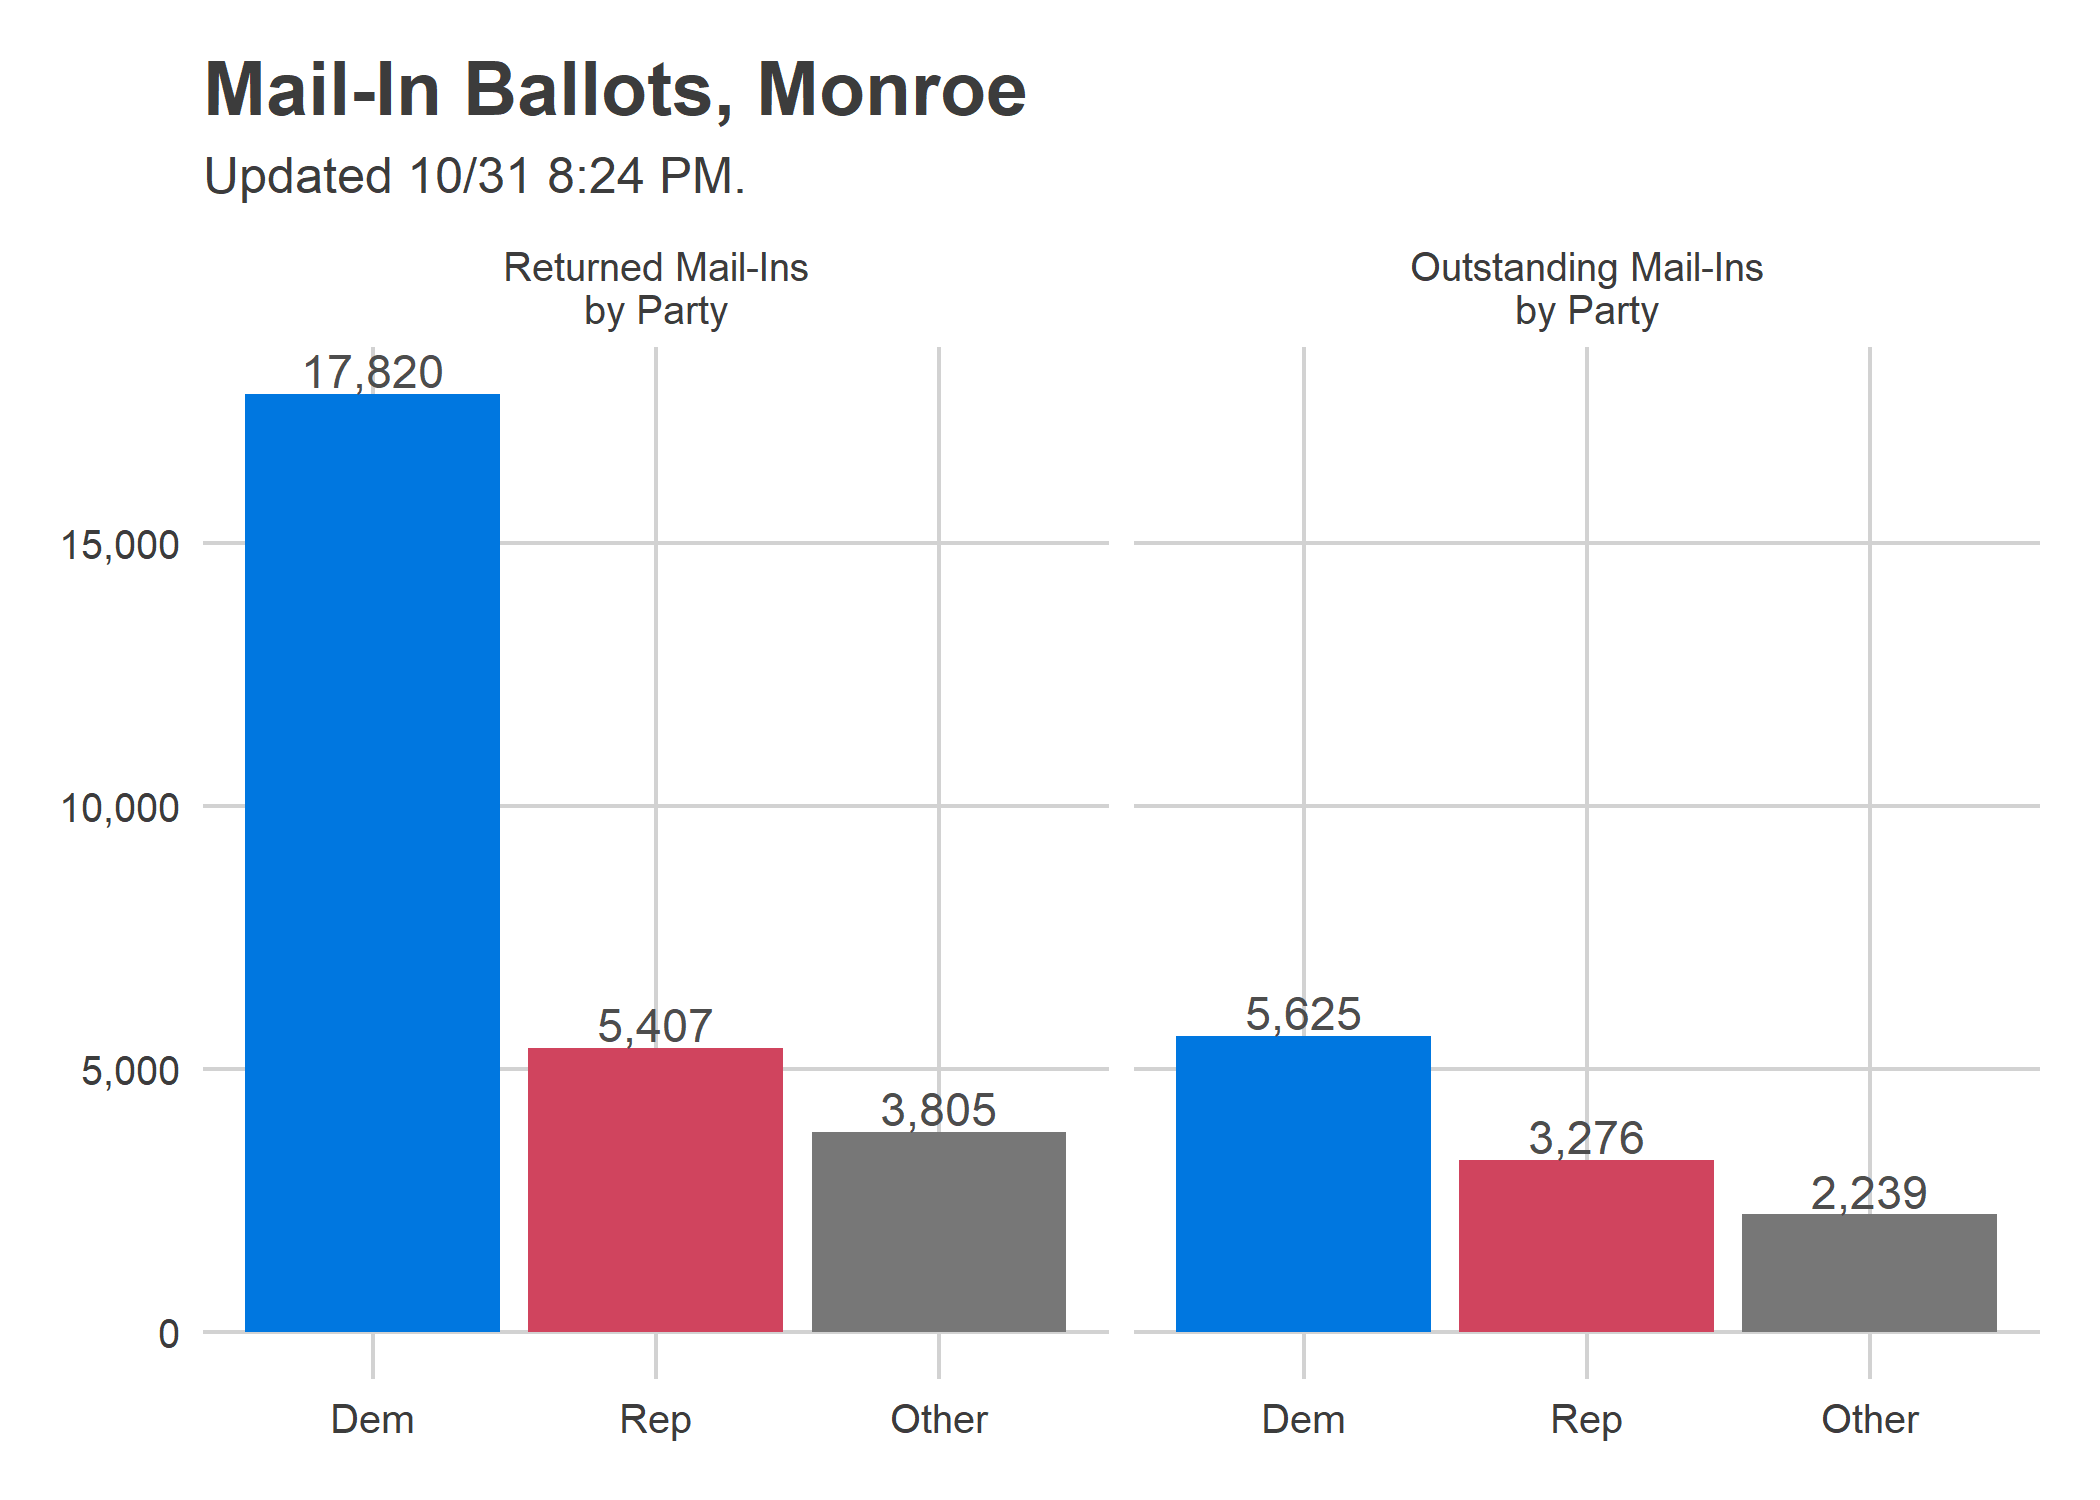 Mail-In Ballots, Monroe
Updated 10/31 8:24 PM.
Returned Mail-Ins
by Party
Outstanding Mail-Ins
by Party
17,820
5,407
3,805
5,625
3,276
2,239
15,000
10,000
5,000
0
Dem
Rep
Other
Dem
Rep
Other